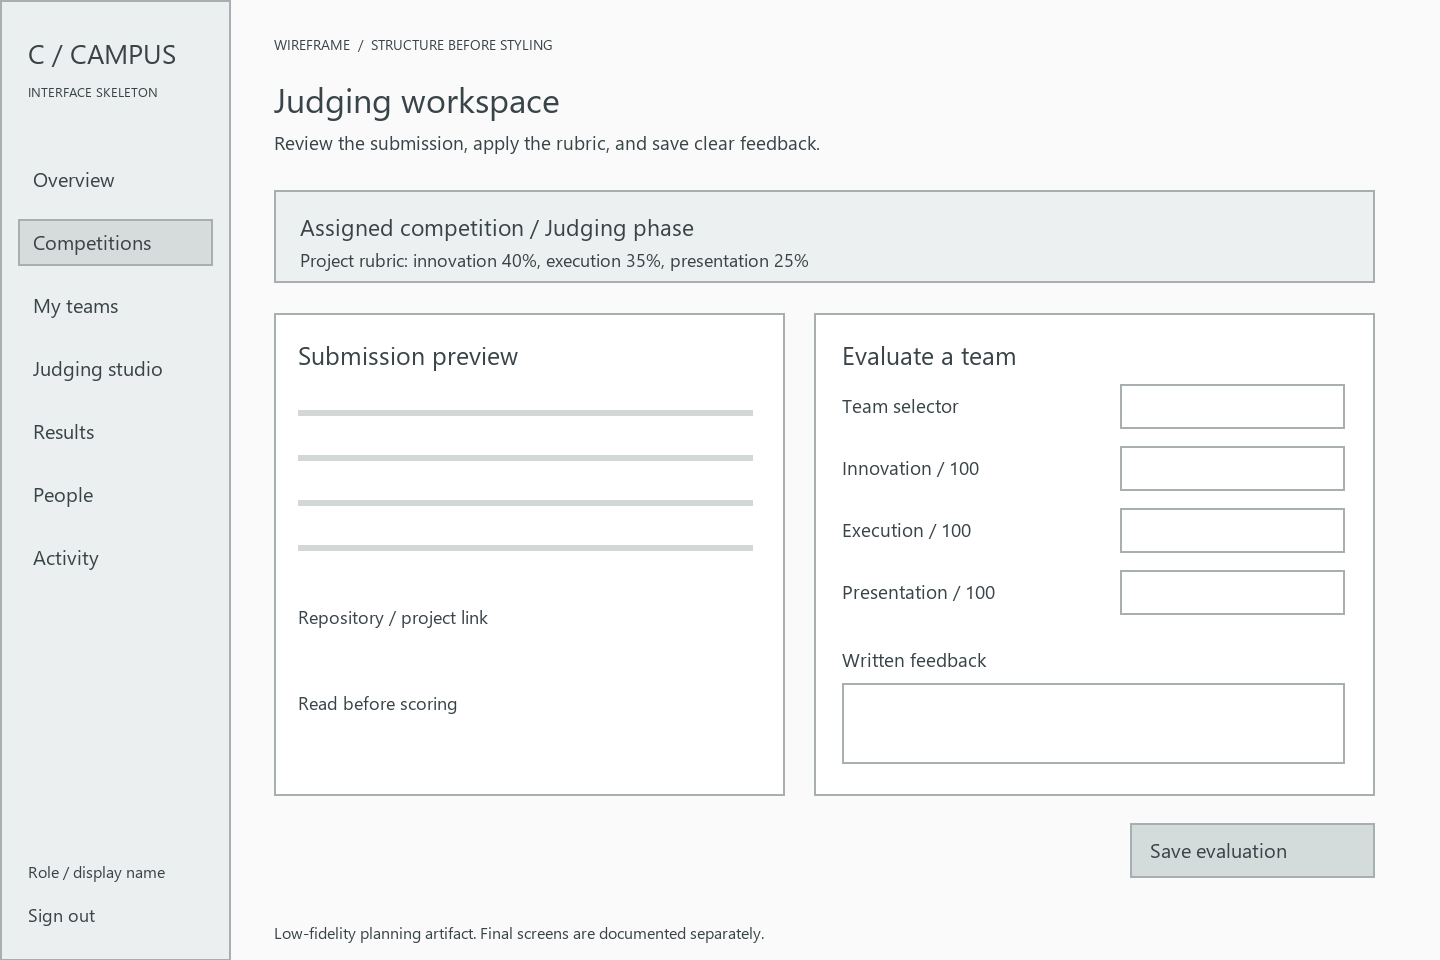 C / CAMPUS
INTERFACE SKELETON
Overview
Competitions
My teams
Judging studio
Results
People
Activity
Role / display name
Sign out
WIREFRAME / STRUCTURE BEFORE STYLING
Judging workspace
Review the submission, apply the rubric, and save clear feedback.
Assigned competition / Judging phase
Project rubric: innovation 40%, execution 35%, presentation 25%
Submission preview
Repository / project link
Read before scoring
Evaluate a team
Team selector
Innovation / 100
Execution / 100
Presentation / 100
Written feedback
Save evaluation
Low-fidelity planning artifact. Final screens are documented separately.